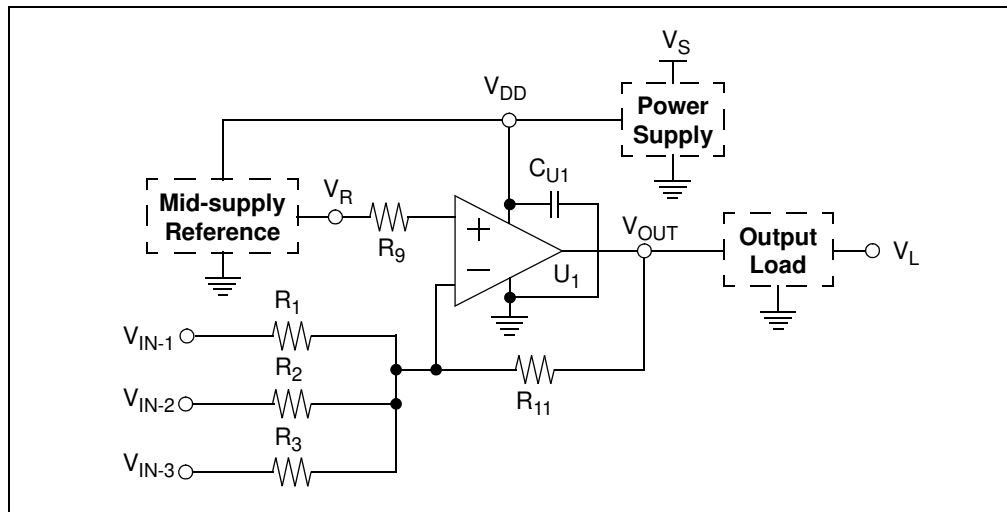 V_S
Power
Supply
V_DD
C_U1
Mid-supply
Reference
V_R
R_9
+
−
U_1
V_OUT
Output
Load
V_L
V_IN-1
R_1
V_IN-2
R_2
V_IN-3
R_3
R_11